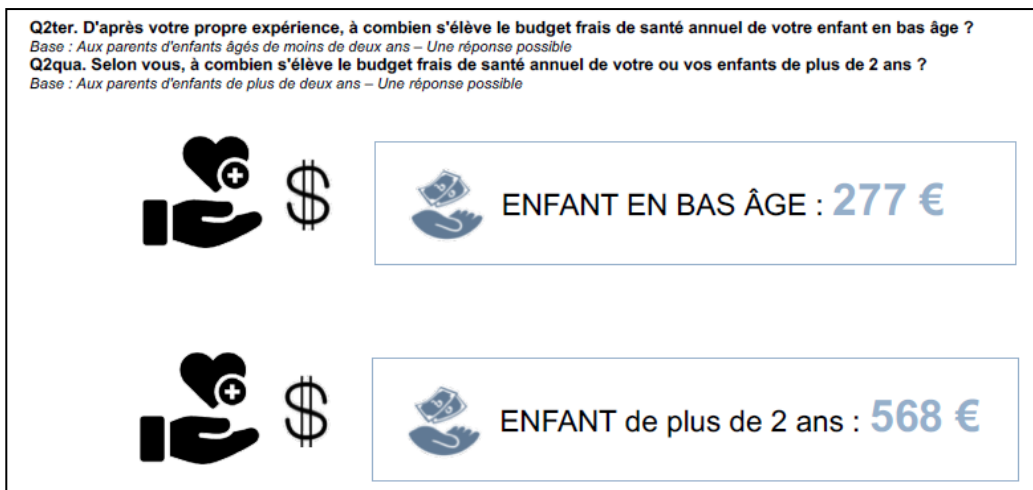 Q2ter. D'après votre propre expérience, à combien s'élève le budget frais de santé annuel de votre enfant en bas âge ?
Base : Aux parents d'enfants âgés de moins de deux ans – Une réponse possible
Q2qua. Selon vous, à combien s'élève le budget frais de santé annuel de votre ou vos enfants de plus de 2 ans ?
Base : Aux parents d'enfants de plus de deux ans – Une réponse possible
$
ENFANT EN BAS ÂGE : 277 €
$
ENFANT de plus de 2 ans : 568 €